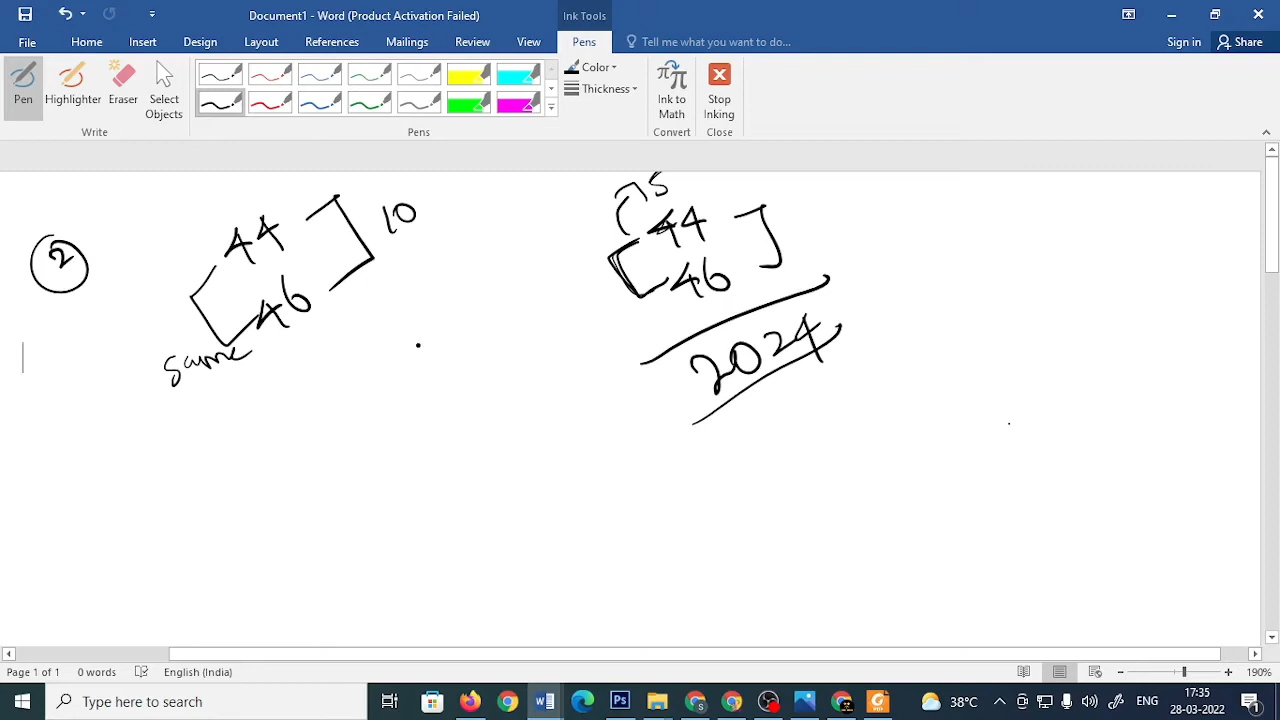 Document1 - Word (Product Activation Failed)
Ink Tools
File Home Insert Design Layout References Mailings Review View Pens Tell me what you want to do... Sign in Share
Pen Highlighter Eraser Select Objects
Color
Thickness
Ink to Math
Stop Inking
Write Pens Convert Close
2
44
10
46
same
5
44
46
2024
Page 1 of 1 0 words English (India) 190%
Type here to search
38°C
ENG
17:35
28-03-2022
1